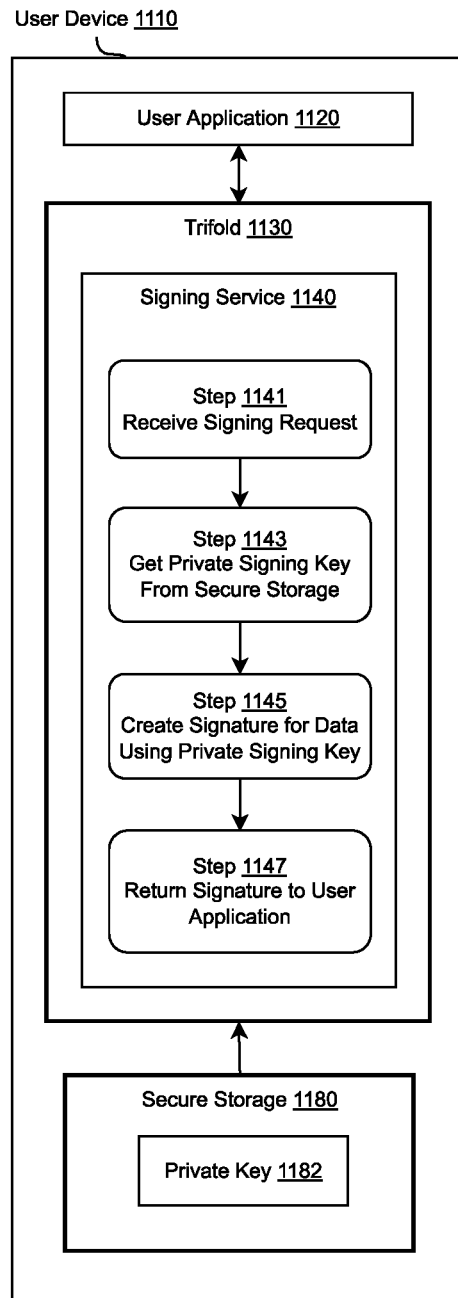 User Device 1110
User Application 1120
Trifold 1130
Signing Service 1140
Step 1141
Receive Signing Request
Step 1143
Get Private Signing Key
From Secure Storage
Step 1145
Create Signature for Data
Using Private Signing Key
Step 1147
Return Signature to User
Application
Secure Storage 1180
Private Key 1182